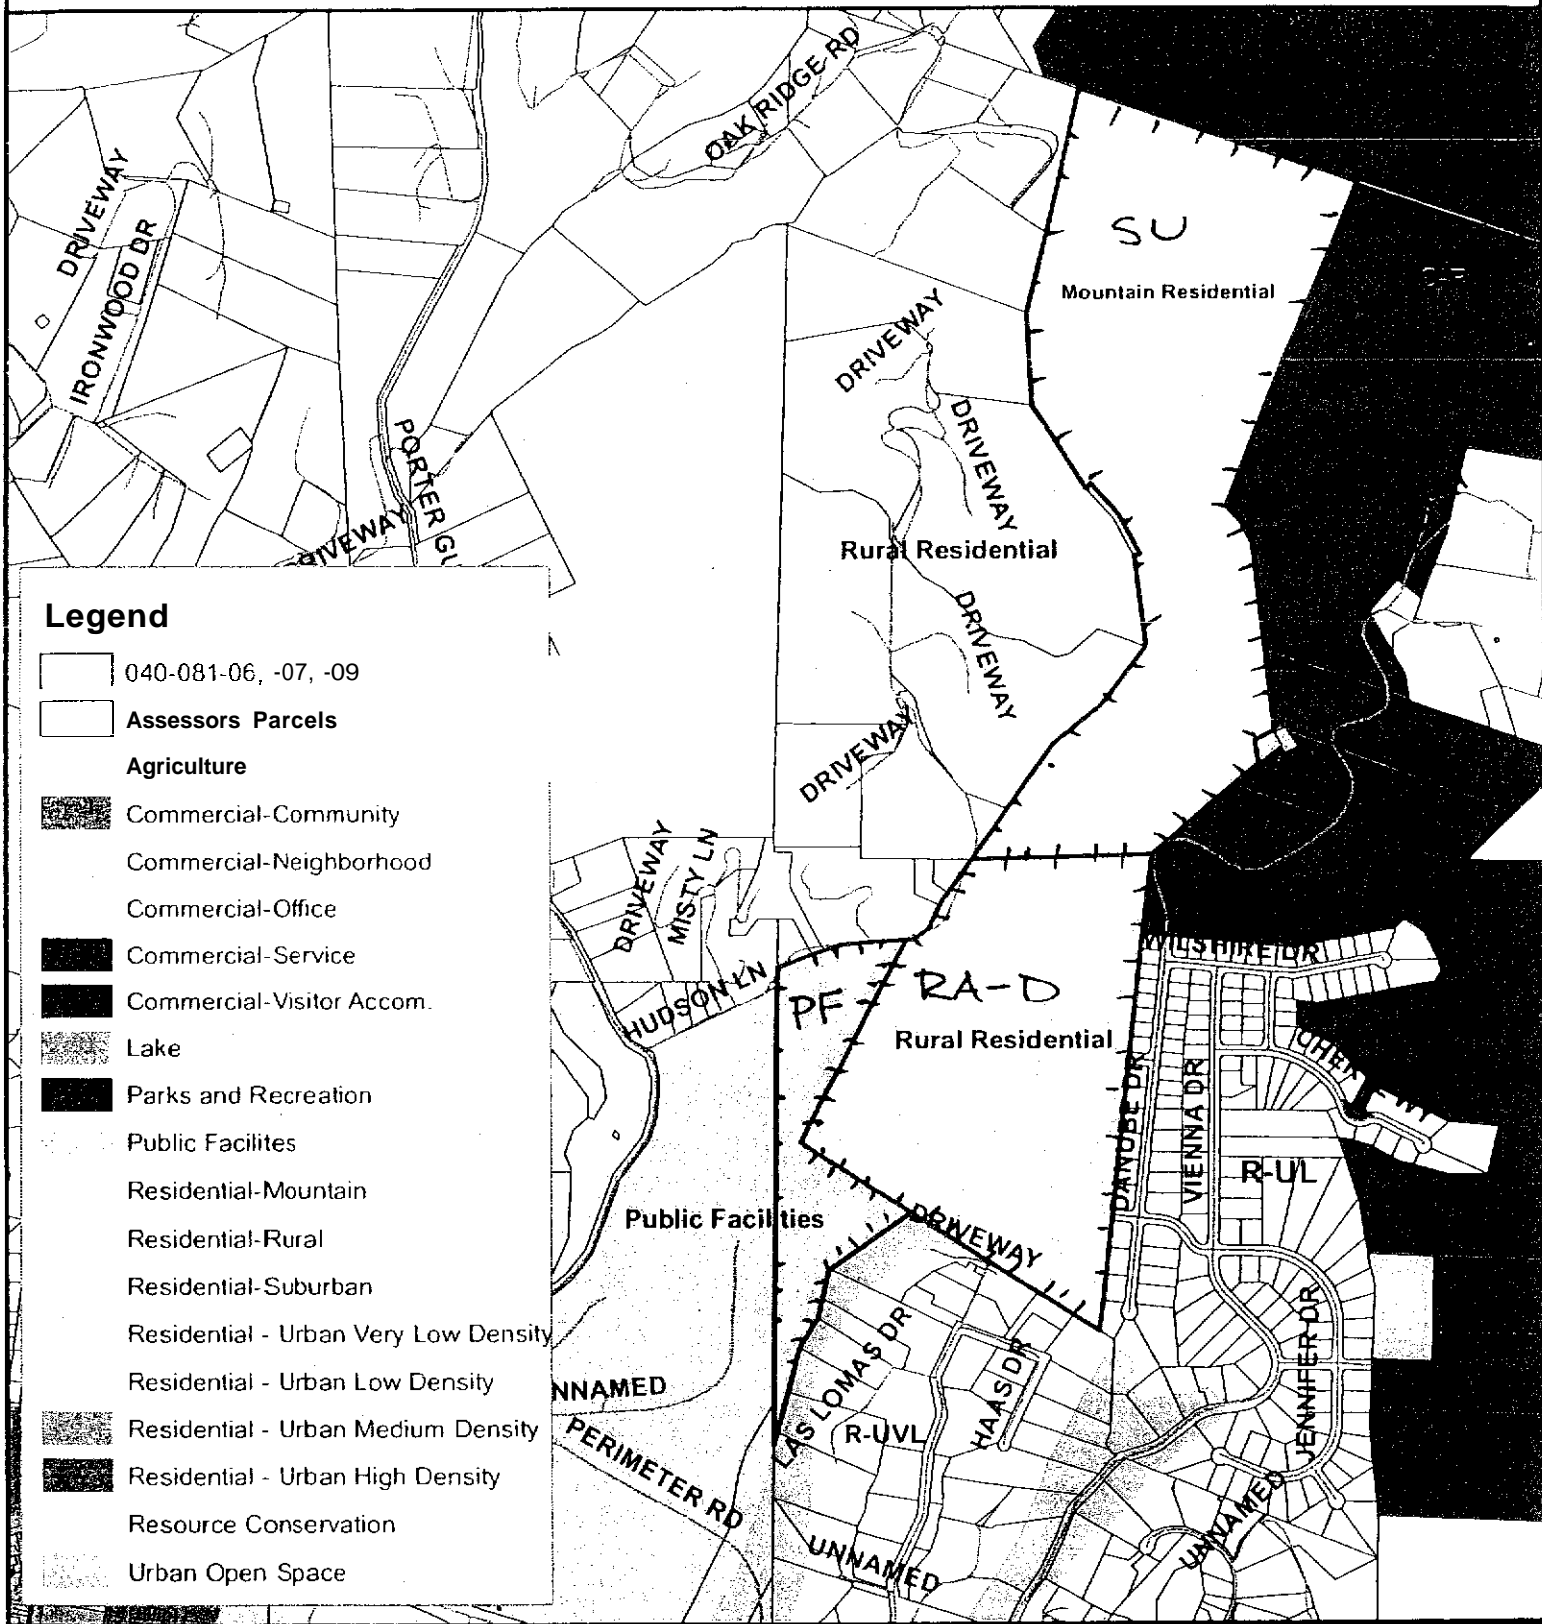 OAK RIDGE RD
DRIVEWAY
IRONWOOD DR
SU
Mountain Residential
DRIVEWAY
DRIVEWAY
PORTER GU
Rural Residential
DRIVEWAY
DRIVEWAY
Legend
040-081-06, -07, -09
Assessors Parcels
Agriculture
Commercial-Community
Commercial-Neighborhood
Commercial-Office
Commercial-Service
Commercial-Visitor Accom.
Lake
Parks and Recreation
Public Facilites
Residential-Mountain
Residential-Rural
Residential-Suburban
Residential - Urban Very Low Density
Residential - Urban Low Density
Residential - Urban Medium Density
Residential - Urban High Density
Resource Conservation
Urban Open Space
DRIVEWAY
DRIVEWAY
MISTY LN
HUDSON LN
WILSHIRE DR
PF
RA-D
Rural Residential
DANUBE DR
VIENNA DR
R-UL
Public Facilities
DRIVEWAY
LAS LOMAS DR
HAAS DR
JENNIFER DR
NNAMED
PERIMETER RD
R-UVL
UNNAMED
UNNAMED